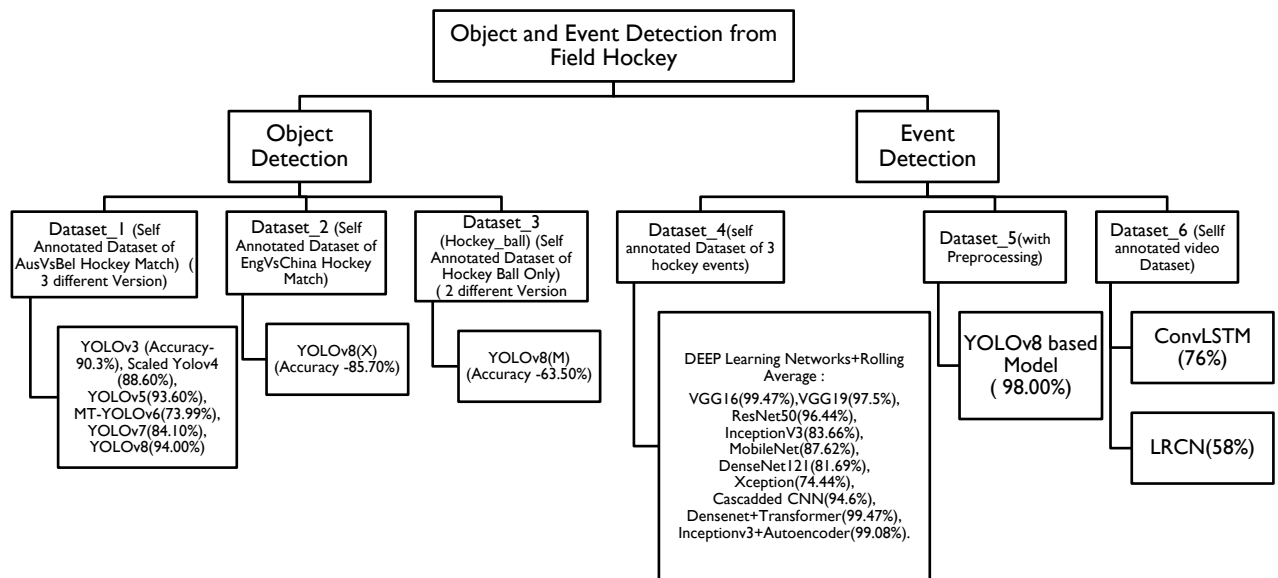 Object and Event Detection from
Field Hockey
Object
Detection
Event
Detection
Dataset_1 (Self
Annotated Dataset of
AusVsBel Hockey Match) (
3 different Version)
Dataset_2 (Self
Annotated Dataset of
EngVsChina Hockey
Match)
Dataset_3
(Hockey_ball) (Self
Annotated Dataset of
Hockey Ball Only)
( 2 different Version
Dataset_4(self
annotated Dataset of 3
hockey events)
Dataset_5(with
Preprocessing)
Dataset_6 (Sellf
annotated video
Dataset)
YOLOv3 (Accuracy-
90.3%), Scaled Yolov4
(88.60%),
YOLOv5(93.60%),
MT-YOLOv6(73.99%),
YOLOv7(84.10%),
YOLOv8(94.00%)
YOLOv8(X)
(Accuracy -85.70%)
YOLOv8(M)
(Accuracy -63.50%)
DEEP Learning Networks+Rolling
Average :
VGG16(99.47%),VGG19(97.5%),
ResNet50(96.44%),
InceptionV3(83.66%),
MobileNet(87.62%),
DenseNet121(81.69%),
Xception(74.44%),
Cascadded CNN(94.6%),
Densenet+Transformer(99.47%),
Inceptionv3+Autoencoder(99.08%).
YOLOv8 based
Model
( 98.00%)
ConvLSTM
(76%)
LRCN(58%)